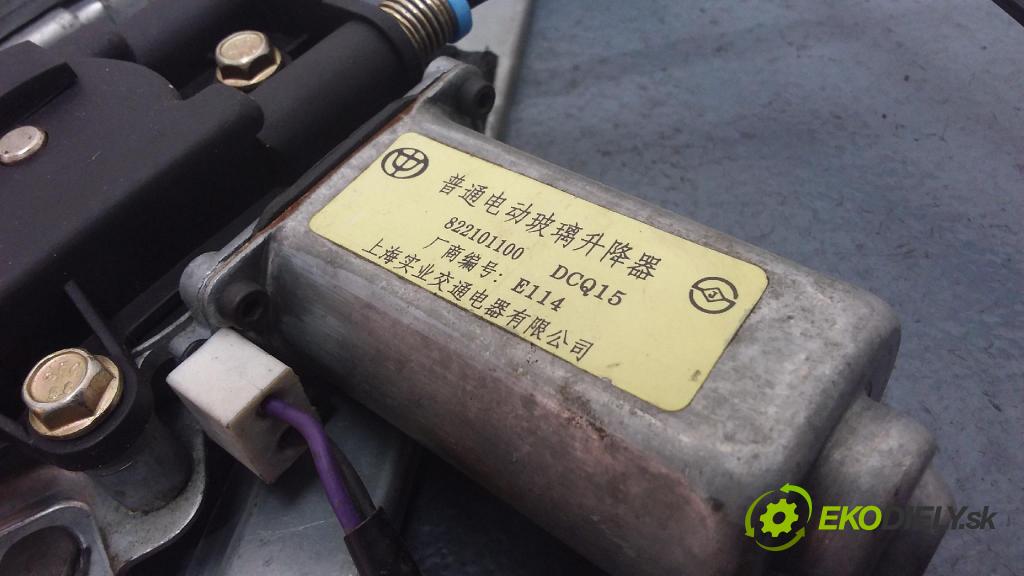 普通电动玻璃升降器
822101100 DCQ15
厂商编号: E114
上海实业交通电器有限公司
EKODIELY.sk